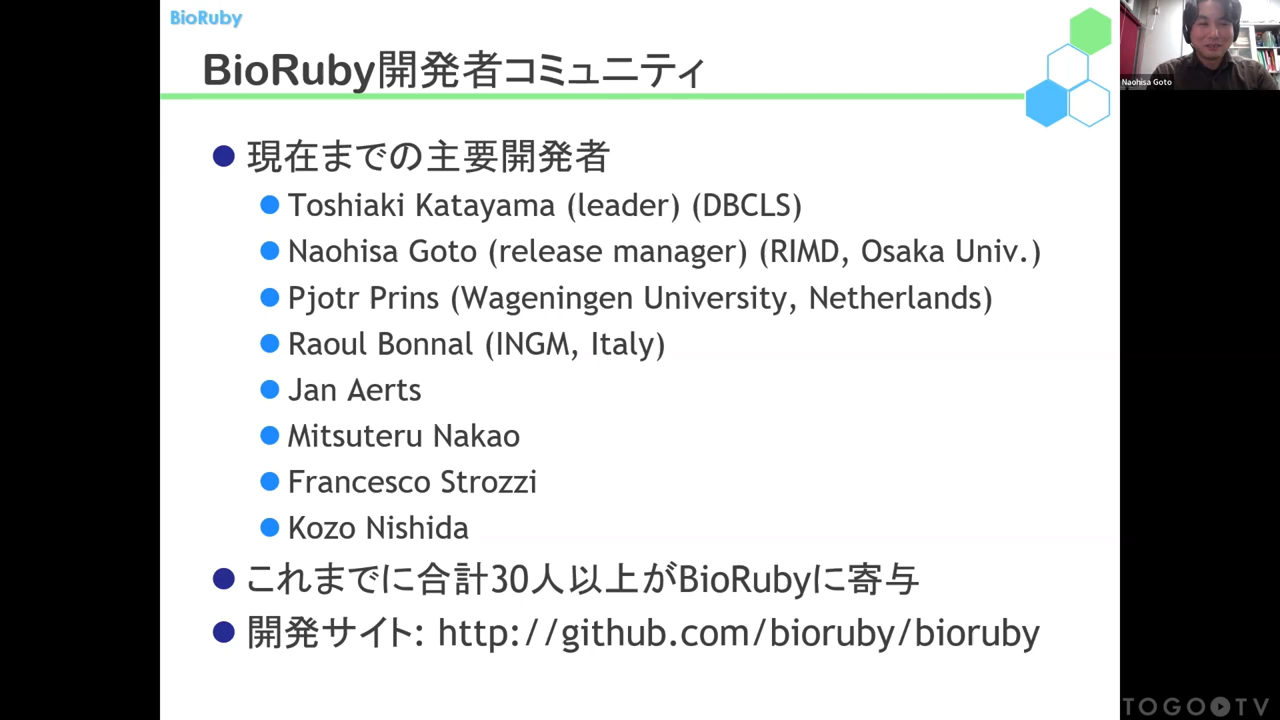 BioRuby
BioRuby開発者コミュニティ
Naohisa Goto
現在までの主要開発者
Toshiaki Katayama (leader) (DBCLS)
Naohisa Goto (release manager) (RIMD, Osaka Univ.)
Pjotr Prins (Wageningen University, Netherlands)
Raoul Bonnal (INGM, Italy)
Jan Aerts
Mitsuteru Nakao
Francesco Strozzi
Kozo Nishida
これまでに合計30人以上がBioRubyに寄与
開発サイト: http://github.com/bioruby/bioruby
TOGO TV